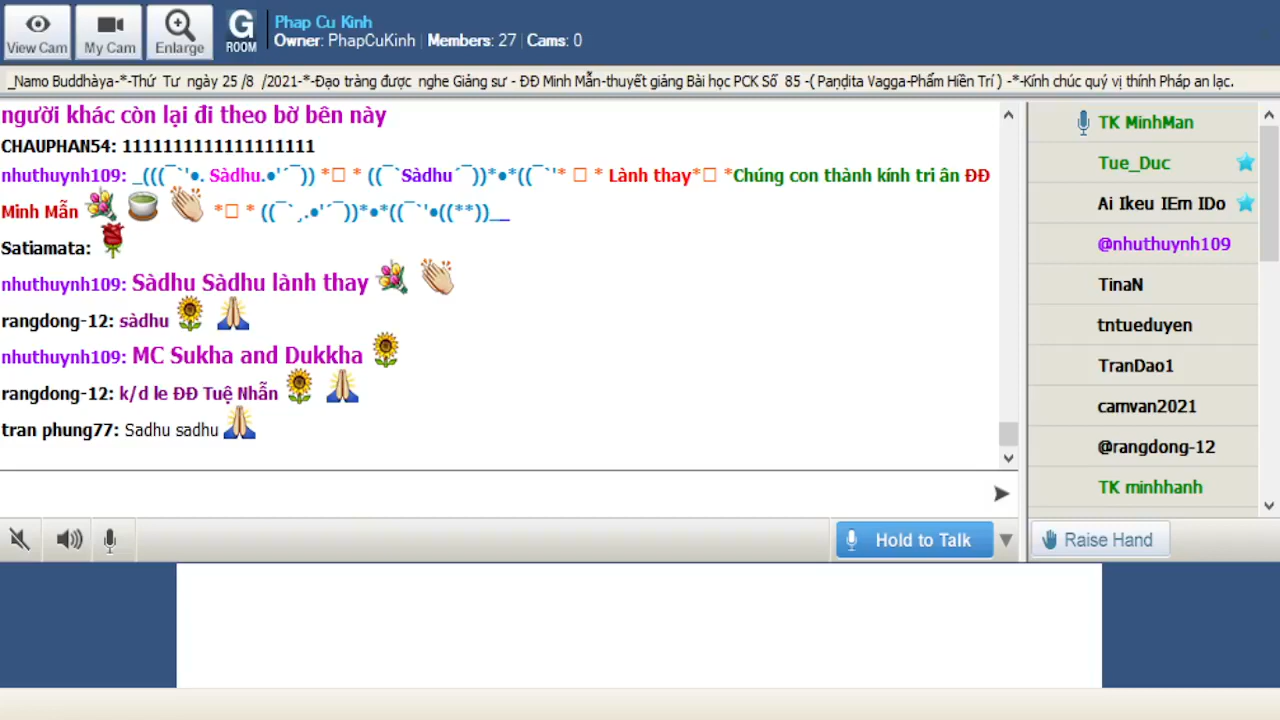 View Cam
My Cam
Enlarge
G
ROOM
Phap Cu Kinh
Owner: PhapCuKinh | Members: 27 | Cams: 0
_Namo Buddhàya-*-Thứ Tư ngày 25 /8 /2021-*-Đạo tràng được nghe Giảng sư - ĐĐ Minh Mẫn-thuyết giảng Bài học PCK Số 85 -( Paṇḍita Vagga-Phẩm Hiền Trí ) -*-Kính chúc quý vị thính Pháp an lạc.
người khác còn lại đi theo bờ bên này
CHAUPHAN54: 1111111111111111111
nhuthuynh109: _(((¯`'•. Sàdhu.•'´¯)) *🏻 * ((¯`Sàdhu´¯))*•*((¯`'* 🏻 * Lành thay*🏻 *Chúng con thành kính tri ân ĐĐ
Minh Mẫn *🏻 * ((¯`¸.•'´¯))*•*((¯`'•((**))__
Satiamata:
nhuthuynh109: Sàdhu Sàdhu lành thay
rangdong-12: sàdhu
nhuthuynh109: MC Sukha and Dukkha
rangdong-12: k/d le ĐĐ Tuệ Nhẫn
tran phung77: Sadhu sadhu
TK MinhMan
Tue_Duc
Ai Ikeu IEm IDo
@nhuthuynh109
TinaN
tntueduyen
TranDao1
camvan2021
@rangdong-12
TK minhhanh
Hold to Talk
Raise Hand